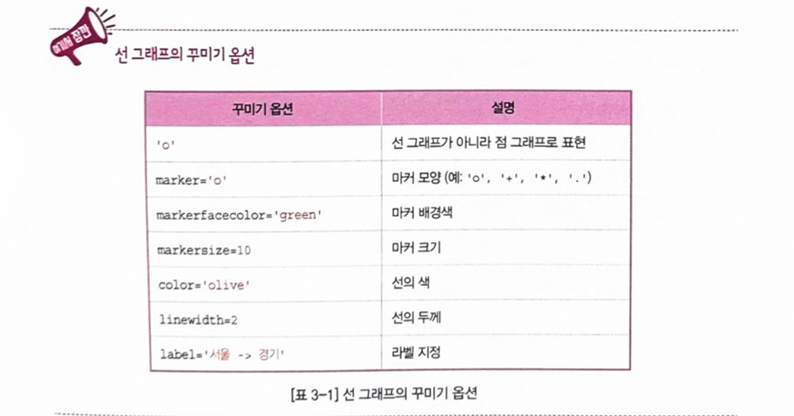 잠깐
선 그래프의 꾸미기 옵션
꾸미기 옵션 설명
'o' 선 그래프가 아니라 점 그래프로 표현
marker='o' 마커 모양 (예: 'o', '+', '*', '.')
markerfacecolor='green' 마커 배경색
markersize=10 마커 크기
color='olive' 선의 색
linewidth=2 선의 두께
label='서울 -> 경기' 라벨 지정
[표 3-1] 선 그래프의 꾸미기 옵션